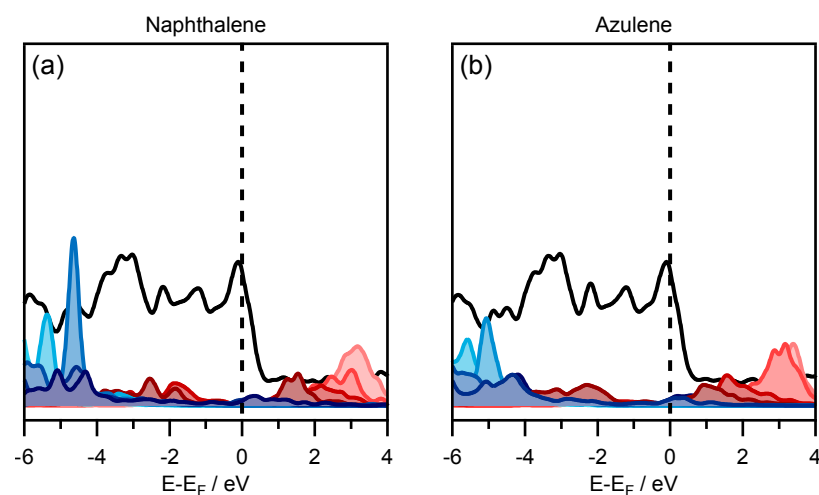 Naphthalene
Azulene
(a)
(b)
-6 -4 -2 0 2 4
-6 -4 -2 0 2 4
E-E_F / eV
E-E_F / eV